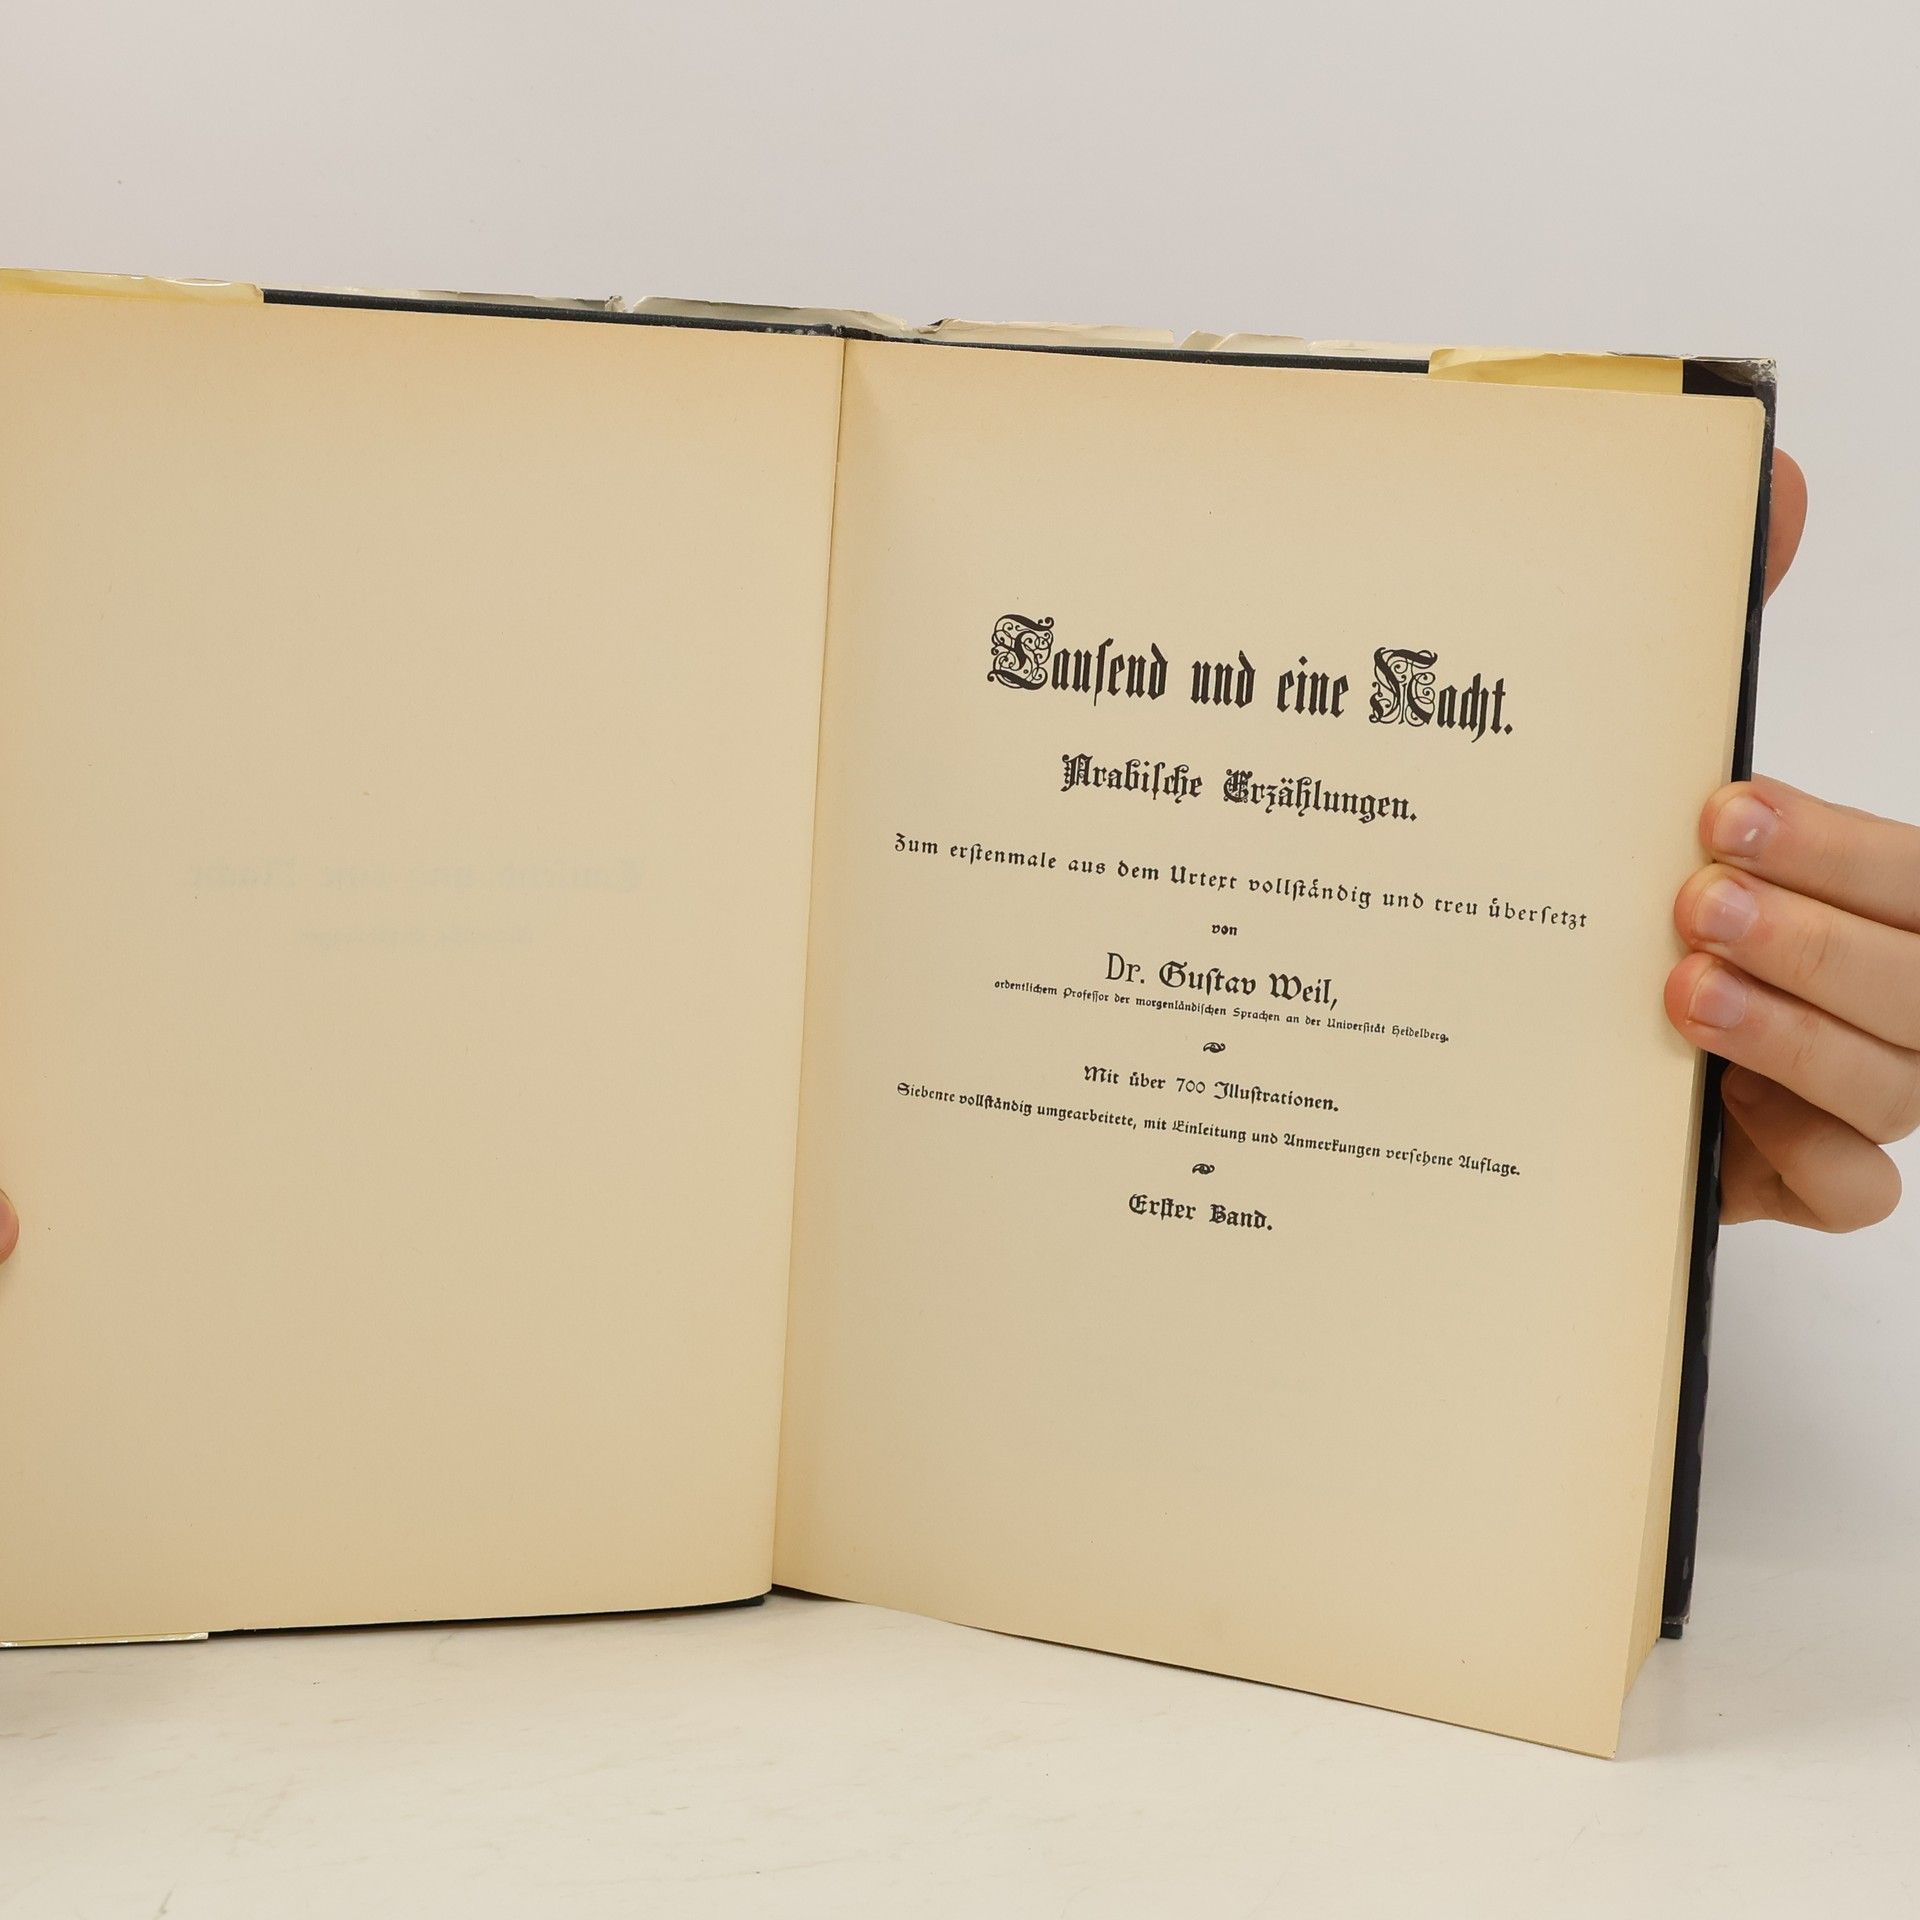 Tauſend und eine Nacht.
Arabiſche Erzählungen.
Zum erſtenmale aus dem Urtext vollſtändig und treu überſetzt
von
Dr. Guſtav Weil,
ordentlichem Profeſſor der morgenländiſchen Sprachen an der Univerſität Heidelberg.
Mit über 700 Illuſtrationen.
Siebente vollſtändig umgearbeitete, mit Einleitung und Anmerkungen verſehene Auflage.
Erſter Band.